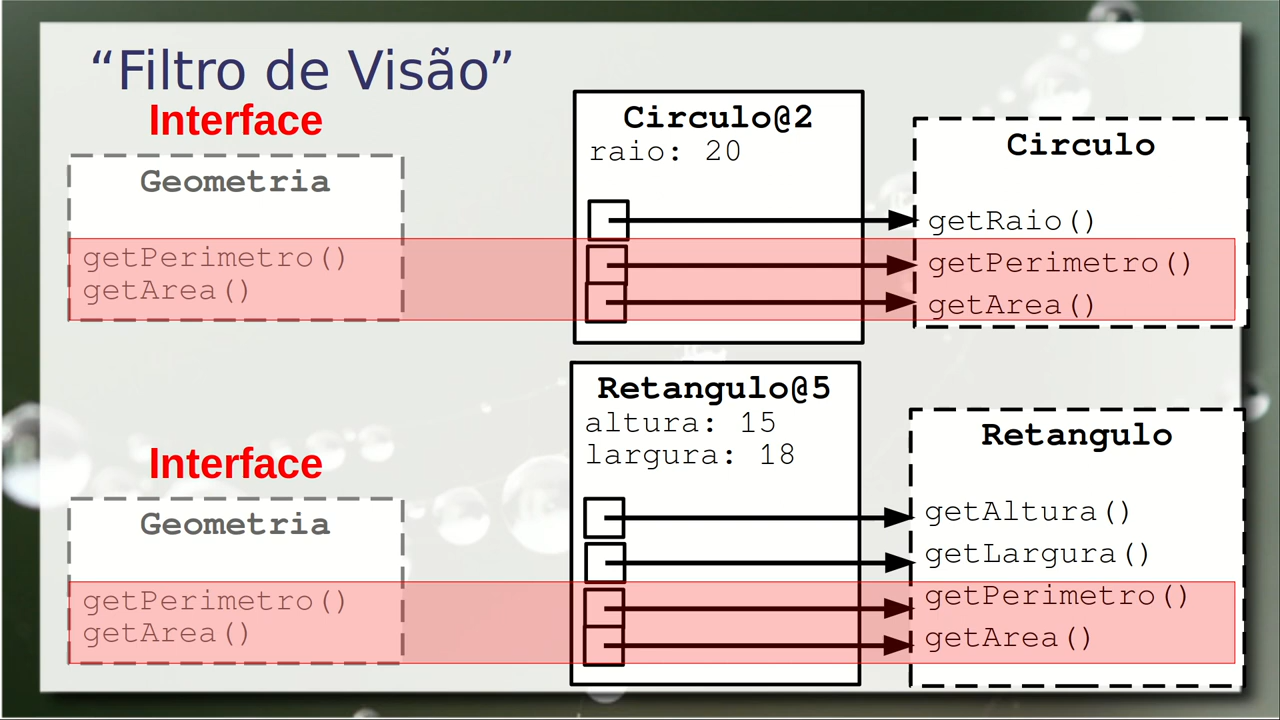 “Filtro de Visão”
Interface
Geometria
getPerimetro()
getArea()
Circulo@2
raio: 20
Circulo
getRaio()
getPerimetro()
getArea()
Interface
Geometria
getPerimetro()
getArea()
Retangulo@5
altura: 15
largura: 18
Retangulo
getAltura()
getLargura()
getPerimetro()
getArea()